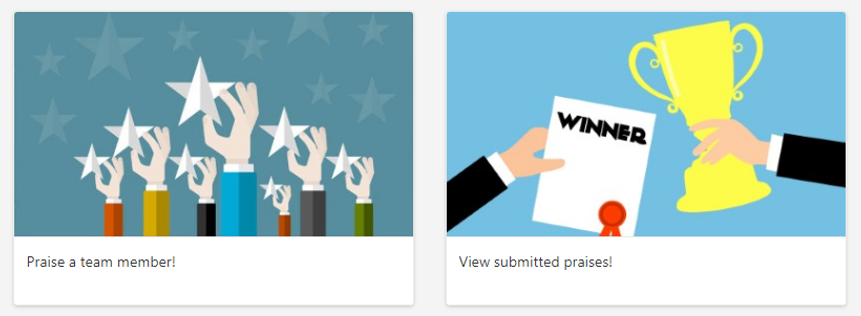 WINNER
Praise a team member!
View submitted praises!